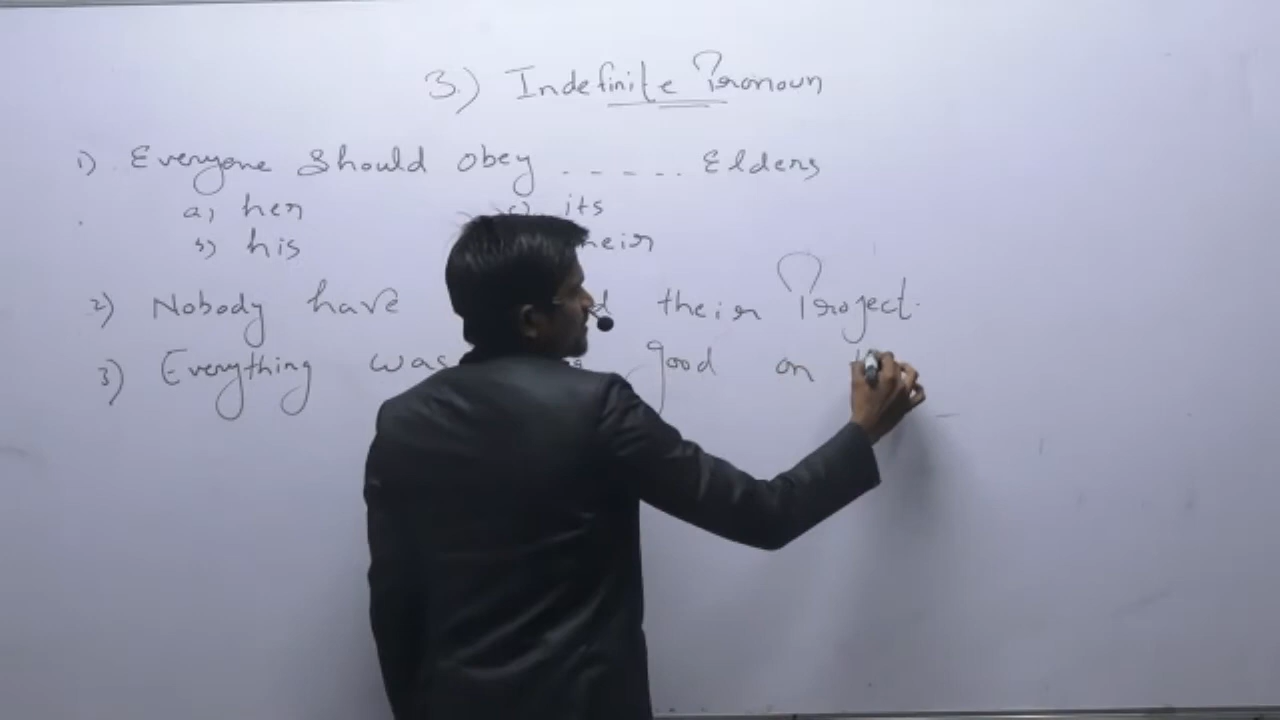 3.) Indefinite Pronoun
1) Everyone should obey ...... Elders
a) her its
b) his their
2) Nobody have their Project.
3) Everything was good on